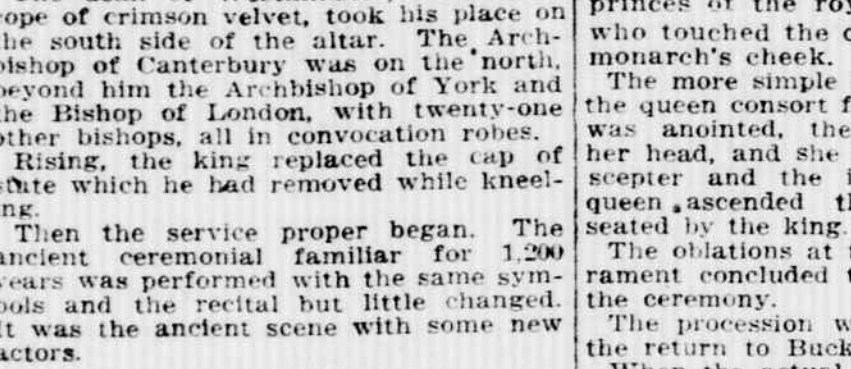 cope of crimson velvet, took his place on
the south side of the altar. The Arch-
bishop of Canterbury was on the north,
beyond him the Archbishop of York and
the Bishop of London, with twenty-one
other bishops, all in convocation robes.
Rising, the king replaced the cap of
state which he had removed while kneel-
ing.
Then the service proper began. The
ancient ceremonial familiar for 1,200
years was performed with the same sym-
bols and the recital but little changed.
It was the ancient scene with some new
actors.
princes of the roy
who touched the c
monarch's cheek.
The more simple
the queen consort f
was anointed, the
her head, and she
scepter and the i
queen ascended th
seated by the king.
The oblations at t
rament concluded t
the ceremony.
The procession w
the return to Buck